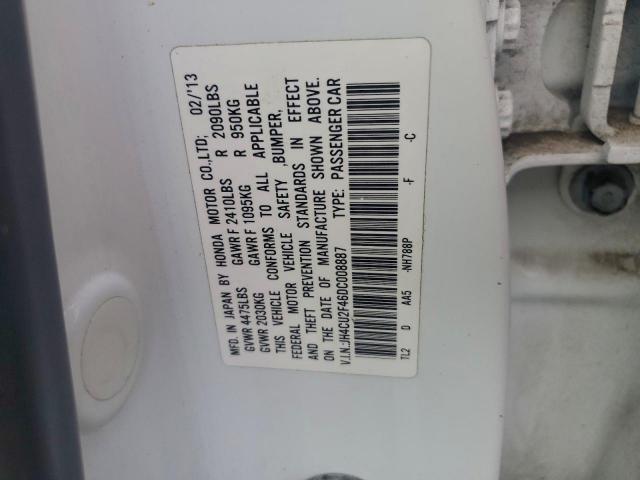 MFD. IN JAPAN BY HONDA MOTOR CO.,LTD; 02/'13
GVWR 4475LBS GAWR F 2410LBS R 2090LBS
GVWR 2030KG GAWR F 1095KG R 950KG
THIS VEHICLE CONFORMS TO ALL APPLICABLE
FEDERAL MOTOR VEHICLE SAFETY ,BUMPER,
AND THEFT PREVENTION STANDARDS IN EFFECT
ON THE DATE OF MANUFACTURE SHOWN ABOVE.
V.I.N.:JH4CU2F46DC008887 TYPE: PASSENGER CAR
TL2 D AA5 -NH788P -F -C